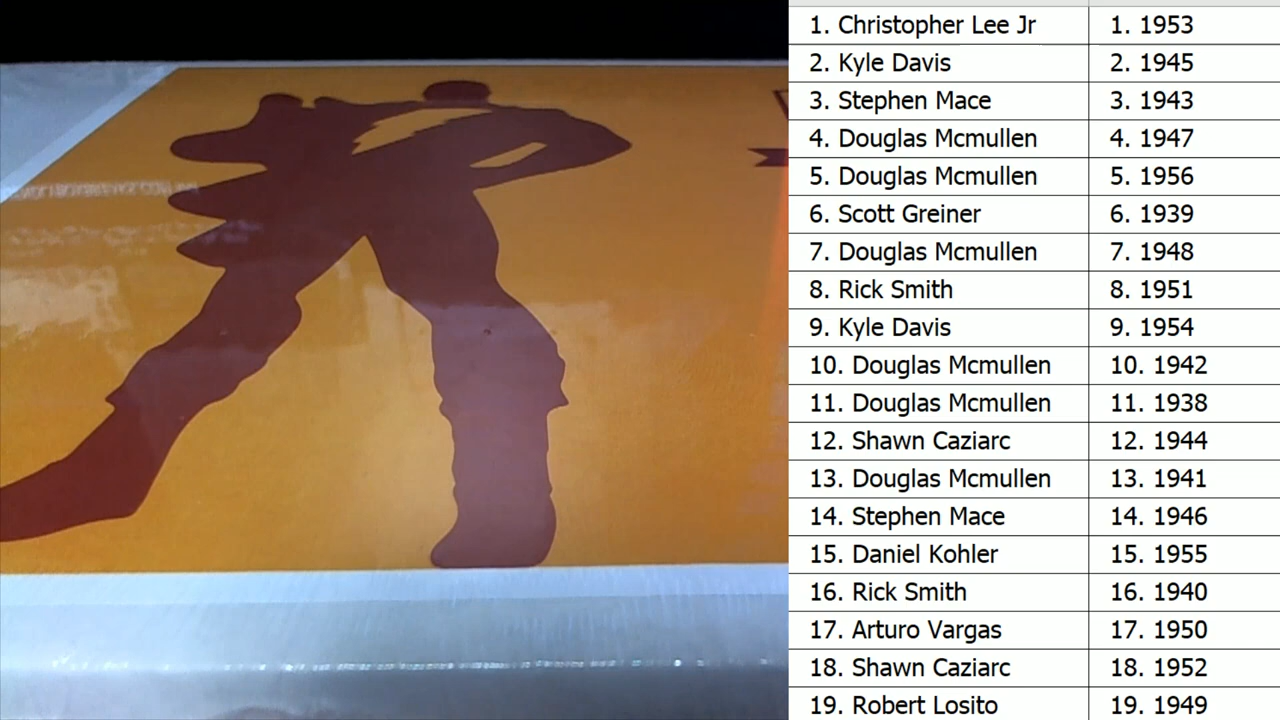 1. Christopher Lee Jr 1. 1953
2. Kyle Davis 2. 1945
3. Stephen Mace 3. 1943
4. Douglas Mcmullen 4. 1947
5. Douglas Mcmullen 5. 1956
6. Scott Greiner 6. 1939
7. Douglas Mcmullen 7. 1948
8. Rick Smith 8. 1951
9. Kyle Davis 9. 1954
10. Douglas Mcmullen 10. 1942
11. Douglas Mcmullen 11. 1938
12. Shawn Caziarc 12. 1944
13. Douglas Mcmullen 13. 1941
14. Stephen Mace 14. 1946
15. Daniel Kohler 15. 1955
16. Rick Smith 16. 1940
17. Arturo Vargas 17. 1950
18. Shawn Caziarc 18. 1952
19. Robert Losito 19. 1949